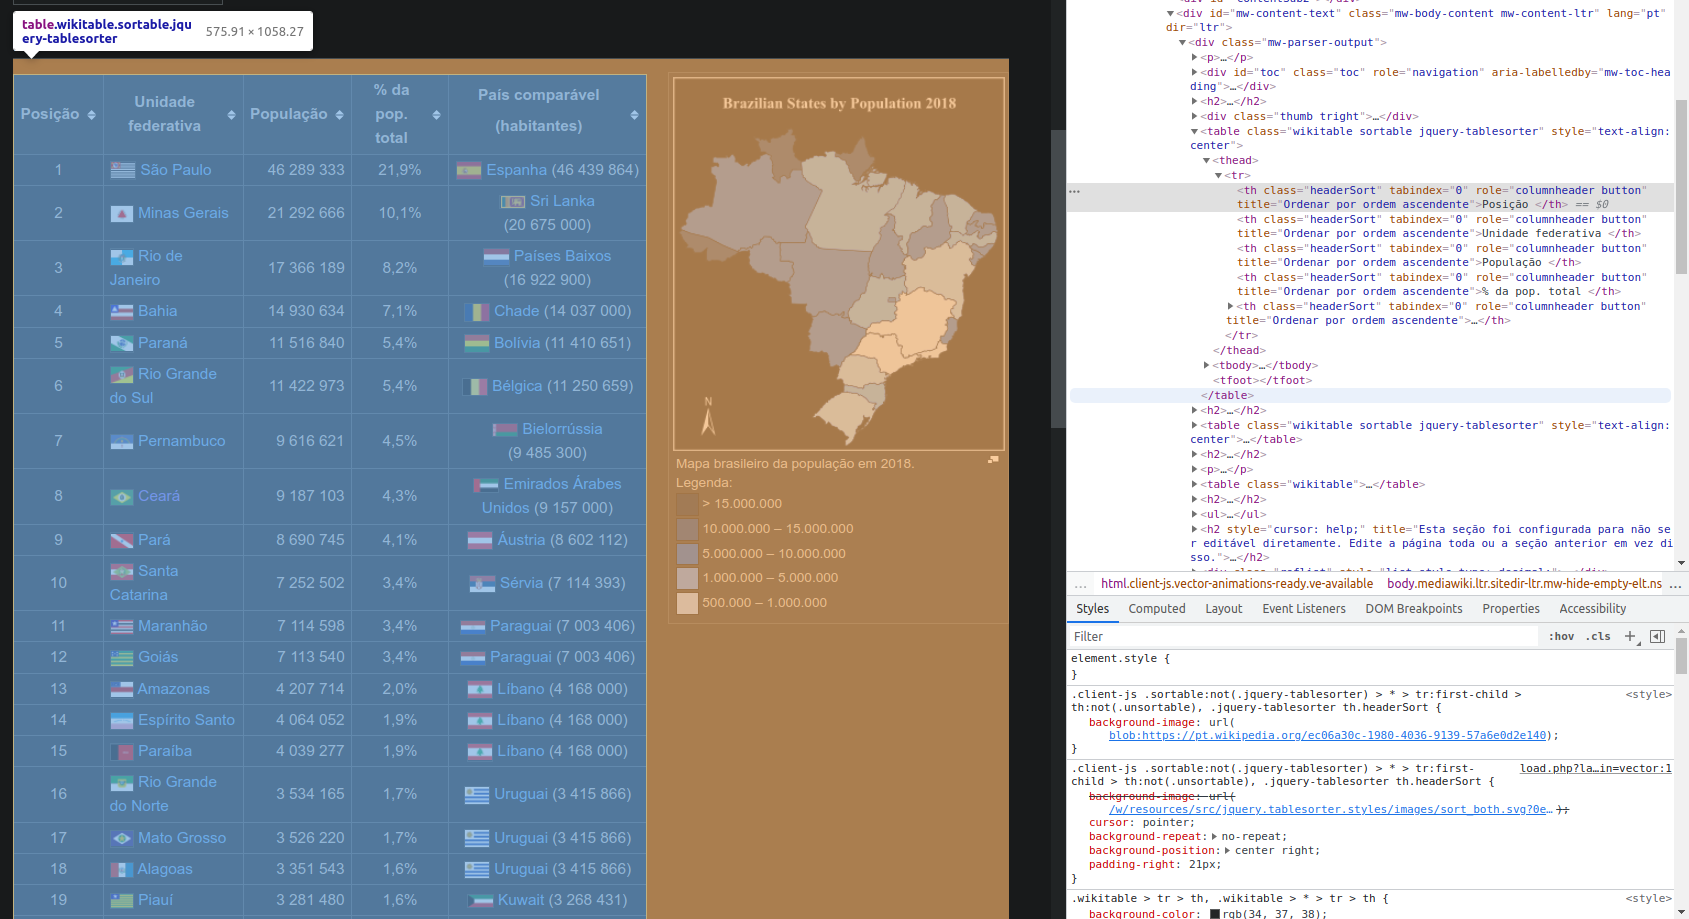 table.wikitable.sortable.jqu
ery-tablesorter
575.91 × 1058.27
Posição
Unidade
federativa
População
% da
pop.
total
País comparável
(habitantes)
1 São Paulo 46 289 333 21,9% Espanha (46 439 864)
2 Minas Gerais 21 292 666 10,1% Sri Lanka
(20 675 000)
3 Rio de
Janeiro 17 366 189 8,2% Países Baixos
(16 922 900)
4 Bahia 14 930 634 7,1% Chade (14 037 000)
5 Paraná 11 516 840 5,4% Bolívia (11 410 651)
6 Rio Grande
do Sul 11 422 973 5,4% Bélgica (11 250 659)
7 Pernambuco 9 616 621 4,5% Bielorrússia
(9 485 300)
8 Ceará 9 187 103 4,3% Emirados Árabes
Unidos (9 157 000)
9 Pará 8 690 745 4,1% Áustria (8 602 112)
10 Santa
Catarina 7 252 502 3,4% Sérvia (7 114 393)
11 Maranhão 7 114 598 3,4% Paraguai (7 003 406)
12 Goiás 7 113 540 3,4% Paraguai (7 003 406)
13 Amazonas 4 207 714 2,0% Líbano (4 168 000)
14 Espírito Santo 4 064 052 1,9% Líbano (4 168 000)
15 Paraíba 4 039 277 1,9% Líbano (4 168 000)
16 Rio Grande
do Norte 3 534 165 1,7% Uruguai (3 415 866)
17 Mato Grosso 3 526 220 1,7% Uruguai (3 415 866)
18 Alagoas 3 351 543 1,6% Uruguai (3 415 866)
19 Piauí 3 281 480 1,6% Kuwait (3 268 431)
Brazilian States by Population 2018
N
Mapa brasileiro da população em 2018.
Legenda:
> 15.000.000
10.000.000 – 15.000.000
5.000.000 – 10.000.000
1.000.000 – 5.000.000
500.000 – 1.000.000
<div id="mw-content-text" class="mw-body-content mw-content-ltr" lang="pt"
dir="ltr">
<div class="mw-parser-output">
<p>…</p>
<div id="toc" class="toc" role="navigation" aria-labelledby="mw-toc-hea
ding">…</div>
<h2>…</h2>
<div class="thumb tright">…</div>
<table class="wikitable sortable jquery-tablesorter" style="text-align:
center">
<thead>
<tr>
<th class="headerSort" tabindex="0" role="columnheader button"
title="Ordenar por ordem ascendente">Posição </th> == $0
<th class="headerSort" tabindex="0" role="columnheader button"
title="Ordenar por ordem ascendente">Unidade federativa </th>
<th class="headerSort" tabindex="0" role="columnheader button"
title="Ordenar por ordem ascendente">População </th>
<th class="headerSort" tabindex="0" role="columnheader button"
title="Ordenar por ordem ascendente">% da pop. total </th>
<th class="headerSort" tabindex="0" role="columnheader button"
title="Ordenar por ordem ascendente">…</th>
</tr>
</thead>
<tbody>…</tbody>
<tfoot></tfoot>
</table>
<h2>…</h2>
<table class="wikitable sortable jquery-tablesorter" style="text-align:
center">…</table>
<h2>…</h2>
<p>…</p>
<table class="wikitable">…</table>
<h2>…</h2>
<ul>…</ul>
<h2 style="cursor: help;" title="Esta seção foi configurada para não se
r editável diretamente. Edite a página toda ou a seção anterior em vez di
sso.">…</h2>
... html.client-js.vector-animations-ready.ve-available body.mediawiki.ltr.sitedir-ltr.mw-hide-empty-elt.ns ...
Styles Computed Layout Event Listeners DOM Breakpoints Properties Accessibility
Filter :hov .cls +
element.style {
}
.client-js .sortable:not(.jquery-tablesorter) > * > tr:first-child > <style>
th:not(.unsortable), .jquery-tablesorter th.headerSort {
background-image: url(
blob:https://pt.wikipedia.org/ec06a30c-1980-4036-9139-57a6e0d2e140);
}
.client-js .sortable:not(.jquery-tablesorter) > * > tr:first- load.php?la…in=vector:1
child > th:not(.unsortable), .jquery-tablesorter th.headerSort {
background-image: url(
/w/resources/src/jquery.tablesorter.styles/images/sort_both.svg?0e… );
cursor: pointer;
background-repeat: no-repeat;
background-position: center right;
padding-right: 21px;
}
.wikitable > tr > th, .wikitable > * > tr > th { <style>
background-color: rgb(34, 37, 38);